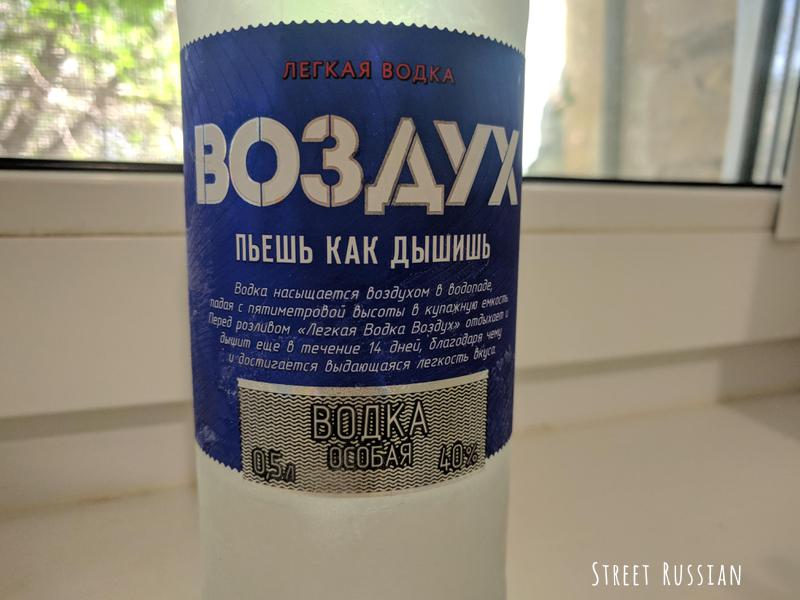 ЛЕГКАЯ ВОДКА
ВОЗДУХ
ПЬЕШЬ КАК ДЫШИШЬ
Водка насыщается воздухом в водопаде,
падая с пятиметровой высоты в купажную емкость.
Перед розливом «Легкая Водка Воздух» отдыхает и
дышит еще в течение 14 дней, благодаря чему
и достигается выдающаяся легкость вкуса.
ВОДКА
ОСОБАЯ
0,5л 40%
STREET RUSSIAN